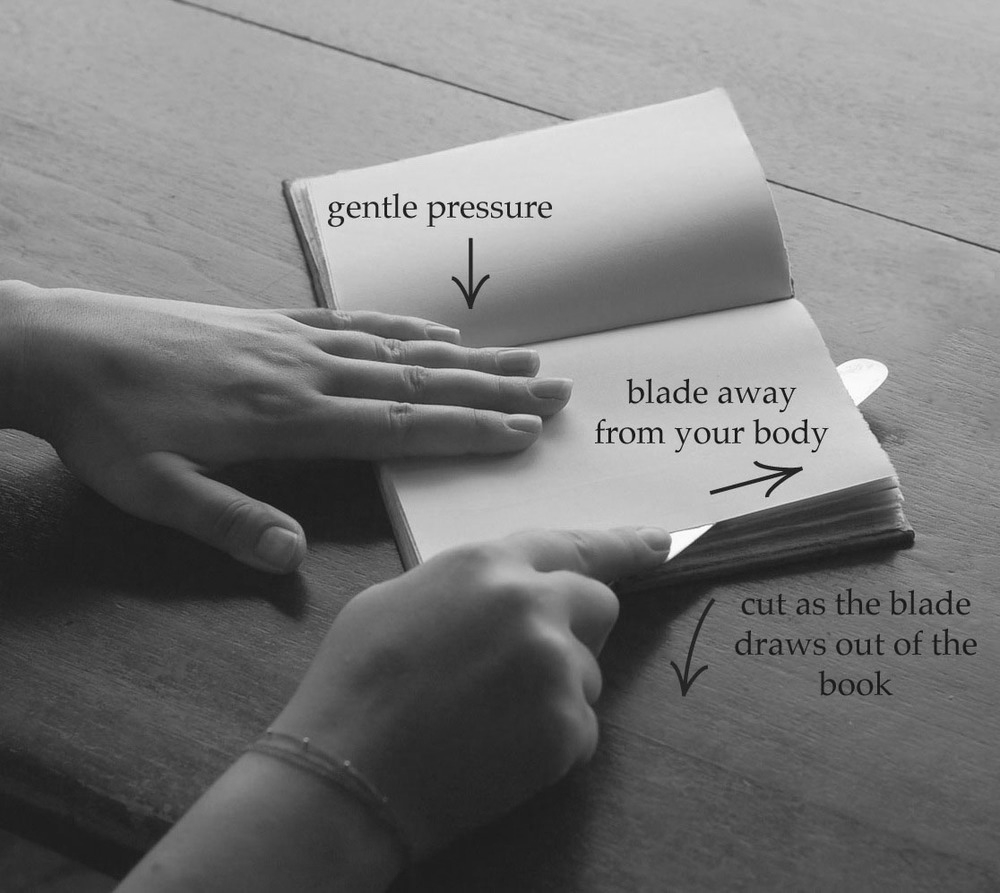 gentle pressure
blade away
from your body
cut as the blade
draws out of the
book